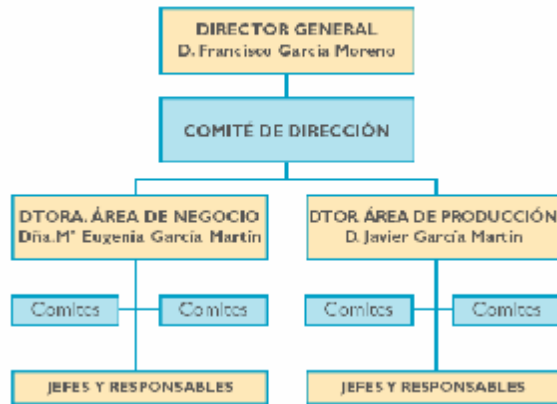 DIRECTOR GENERAL
D. Francisco García Moreno
COMITÉ DE DIRECCIÓN
DTORA. ÁREA DE NEGOCIO
Dña. Mª Eugenia García Martín
DTOR ÁREA DE PRODUCCIÓN
D. Javier García Martín
Comites
Comites
Comites
Comites
JEFES Y RESPONSABLES
JEFES Y RESPONSABLES